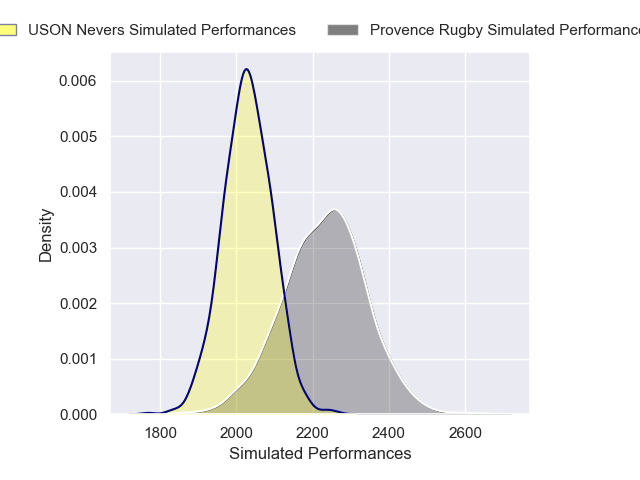 USON Nevers Simulated Performances
Provence Rugby Simulated Performance
0.006
0.005
0.004
0.003
0.002
0.001
0.000
Density
1800 2000 2200 2400 2600
Simulated Performances